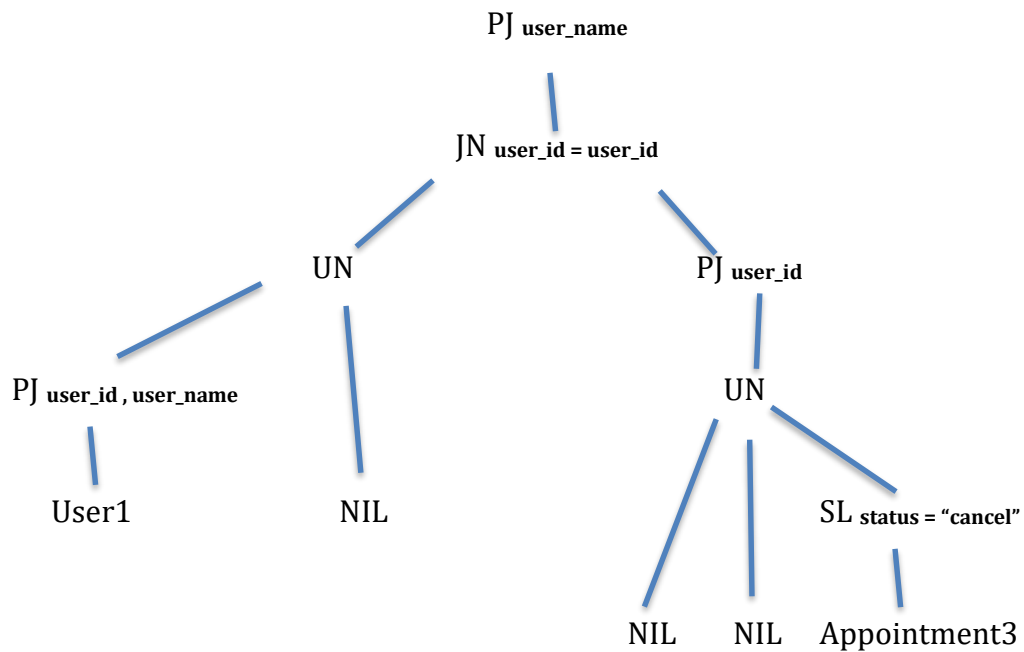 PJ user_name
JN user_id = user_id
UN
PJ user_id
PJ user_id , user_name
UN
User1
NIL
SL status = “cancel”
NIL
NIL
Appointment3